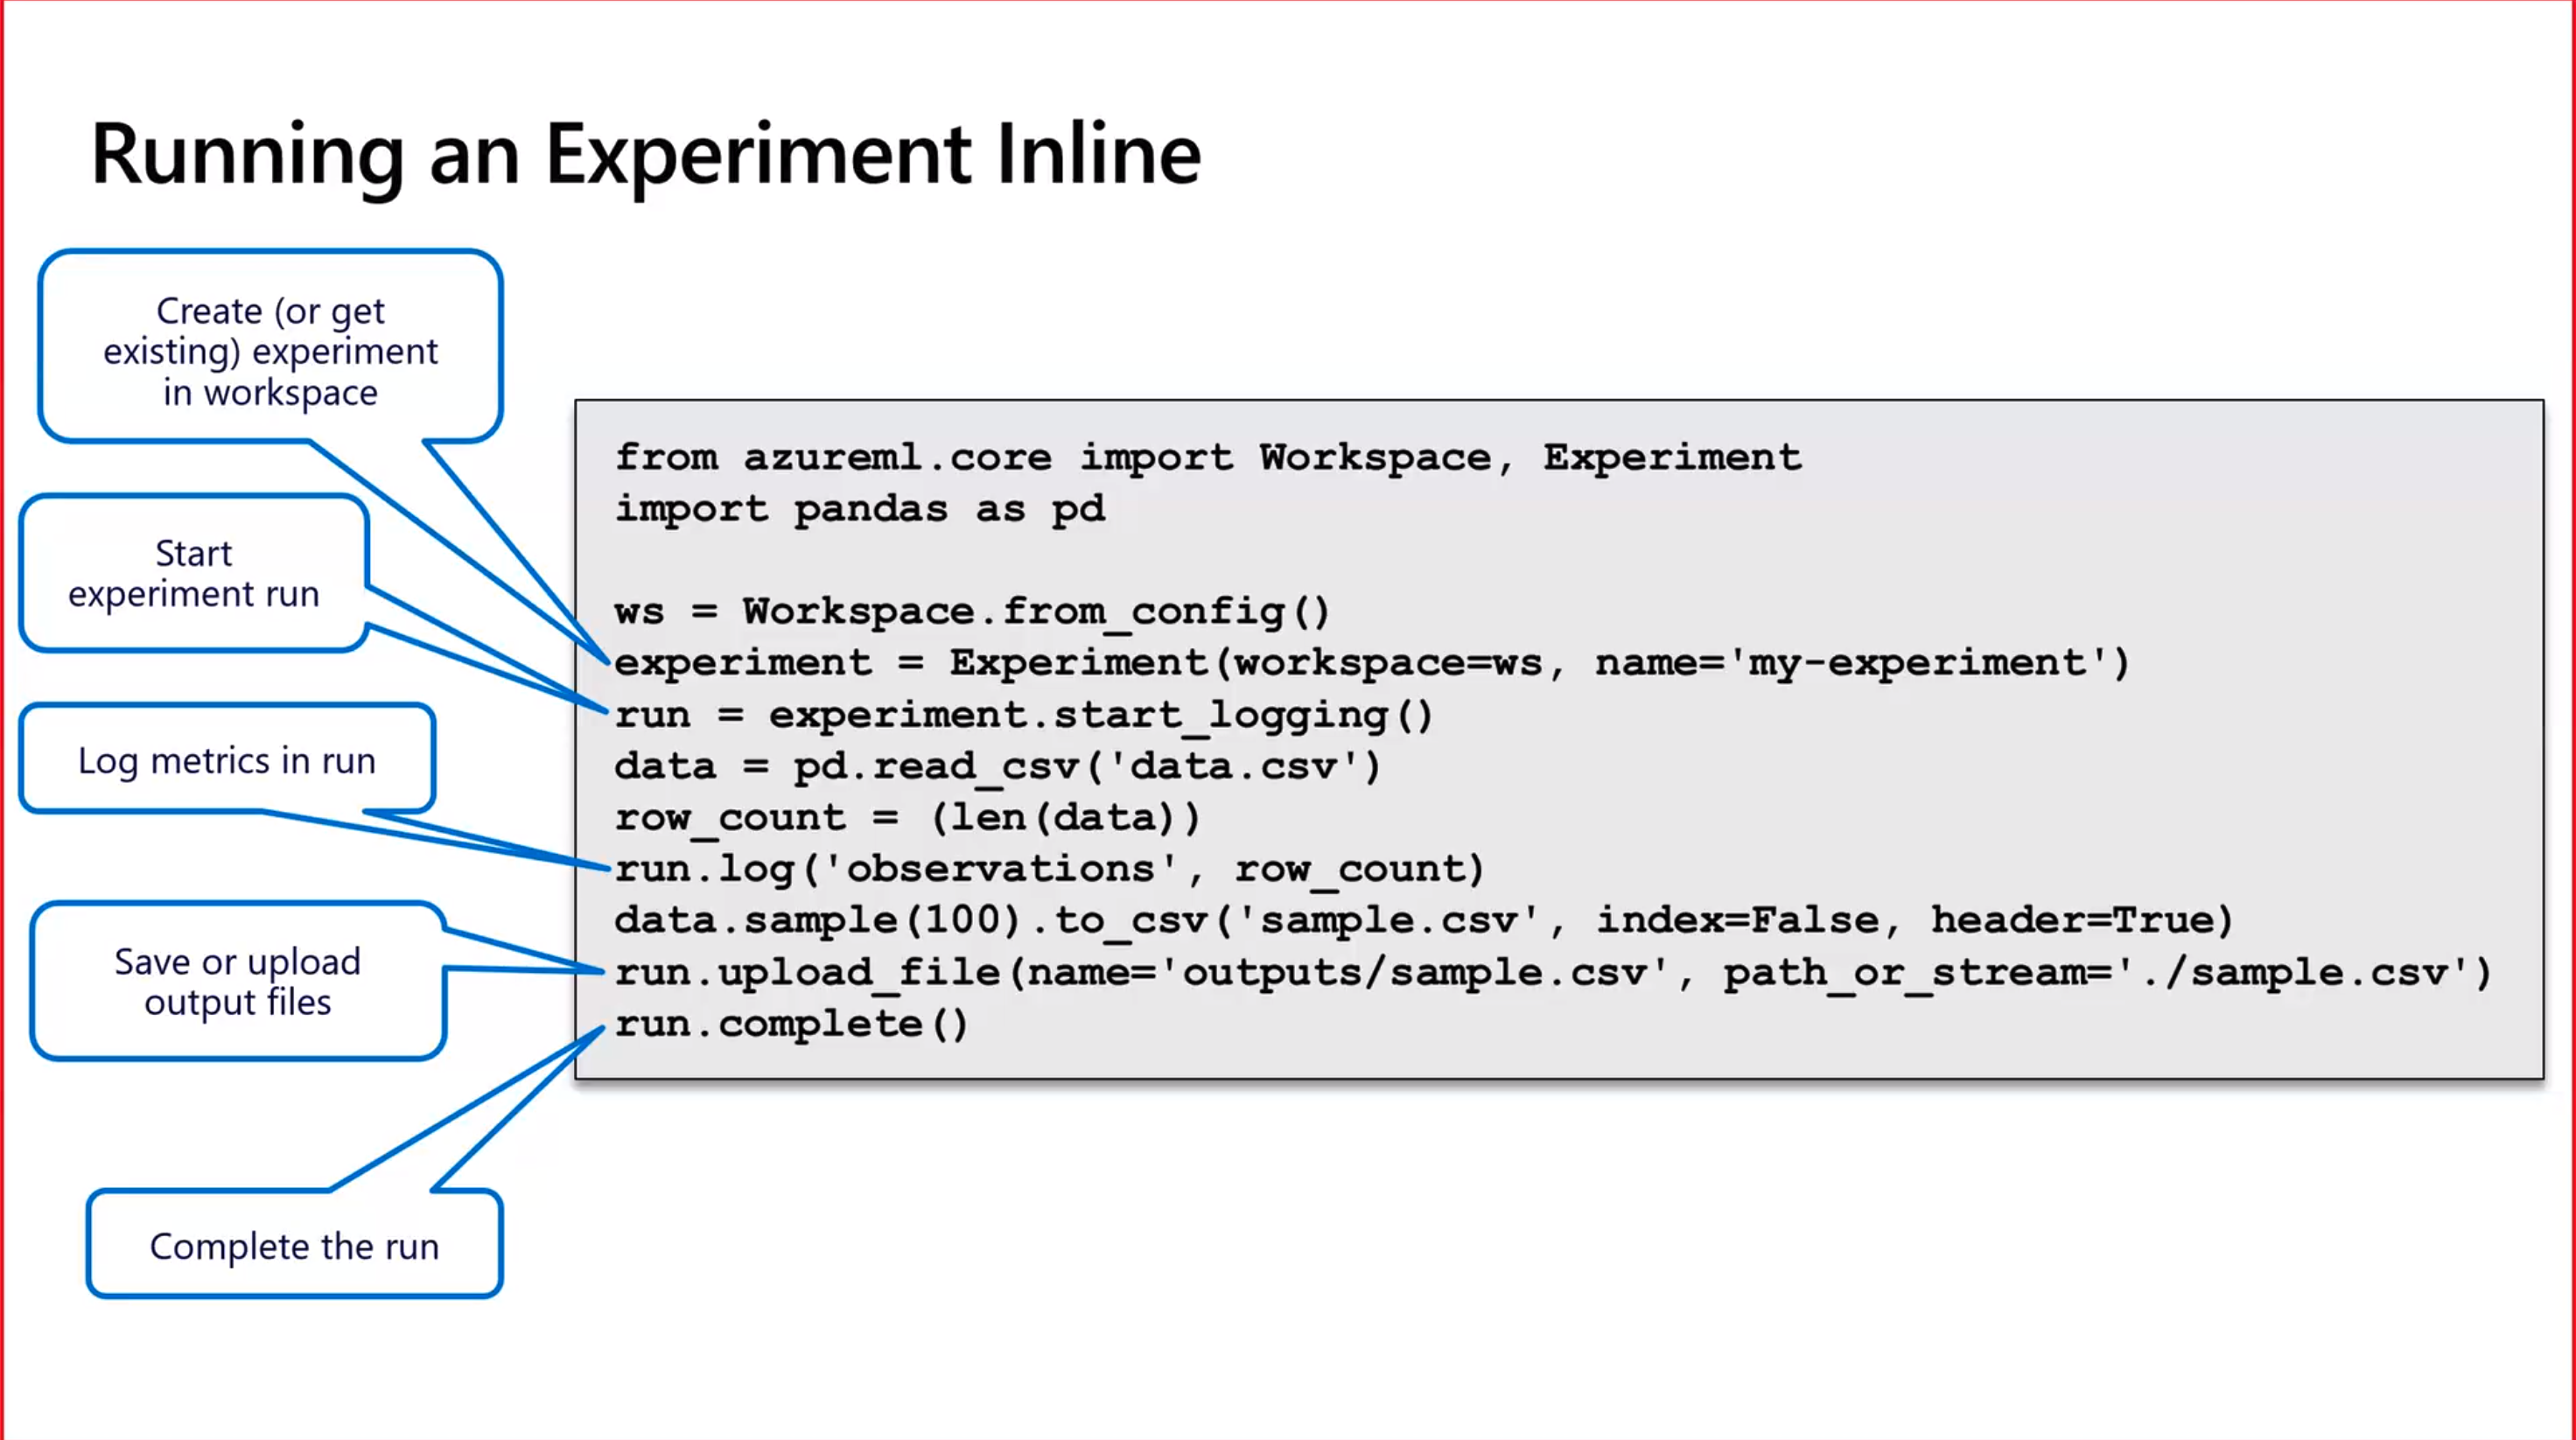 Running an Experiment Inline
Create (or get
existing) experiment
in workspace
Start
experiment run
Log metrics in run
Save or upload
output files
Complete the run
from azureml.core import Workspace, Experiment
import pandas as pd
ws = Workspace.from_config()
experiment = Experiment(workspace=ws, name='my-experiment')
run = experiment.start_logging()
data = pd.read_csv('data.csv')
row_count = (len(data))
run.log('observations', row_count)
data.sample(100).to_csv('sample.csv', index=False, header=True)
run.upload_file(name='outputs/sample.csv', path_or_stream='./sample.csv')
run.complete()